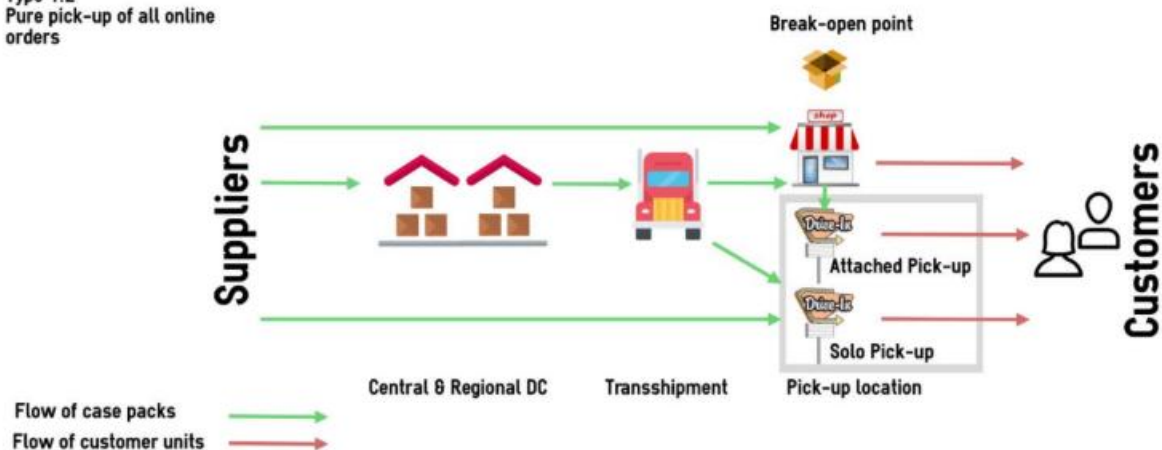 Pure pick-up of all online
orders
Break-open point
shop
Suppliers
Customers
Drive-In
Attached Pick-up
Drive-In
Solo Pick-up
Central & Regional DC
Transshipment
Pick-up location
Flow of case packs
Flow of customer units